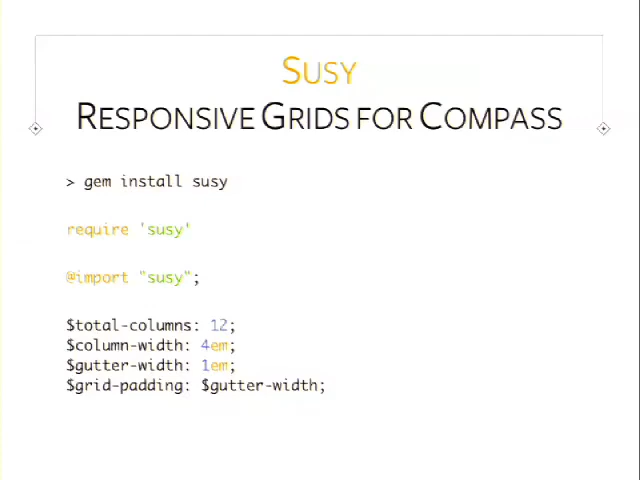 SUSY
RESPONSIVE GRIDS FOR COMPASS
> gem install susy
require 'susy'
@import "susy";
$total-columns: 12;
$column-width: 4em;
$gutter-width: 1em;
$grid-padding: $gutter-width;